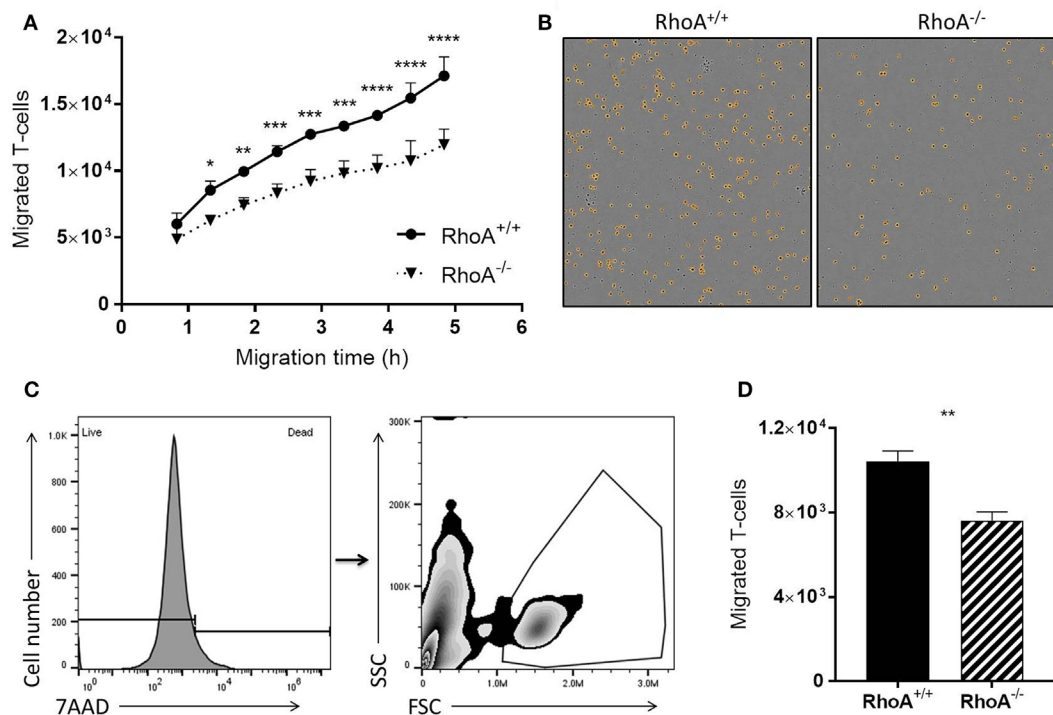 A
2×10⁴
1.5×10⁴
1×10⁴
5×10³
0
Migrated T-cells
* ** *** *** *** **** **** ****
RhoA+/+
RhoA-/-
0 1 2 3 4 5 6
Migration time (h)
B
RhoA+/+ RhoA-/-
C
Live Dead
1.0K
800
600
400
200
0
Cell number
10⁰ 10² 10⁴ 10⁶
7AAD
300K
200K
100K
0
SSC
0 1.0M 2.0M 3.0M
FSC
D
**
1.2×10⁴
8×10³
4×10³
0
Migrated T-cells
RhoA+/+ RhoA-/-